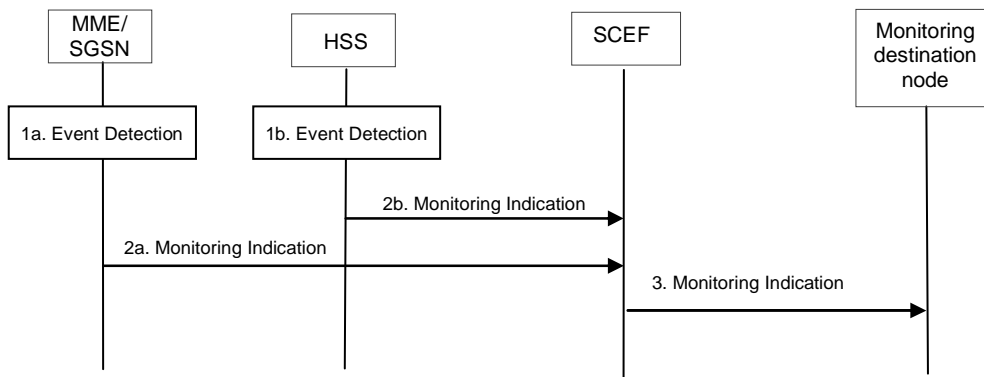 MME/
SGSN
HSS
SCEF
Monitoring
destination
node
1a. Event Detection
1b. Event Detection
2b. Monitoring Indication
2a. Monitoring Indication
3. Monitoring Indication